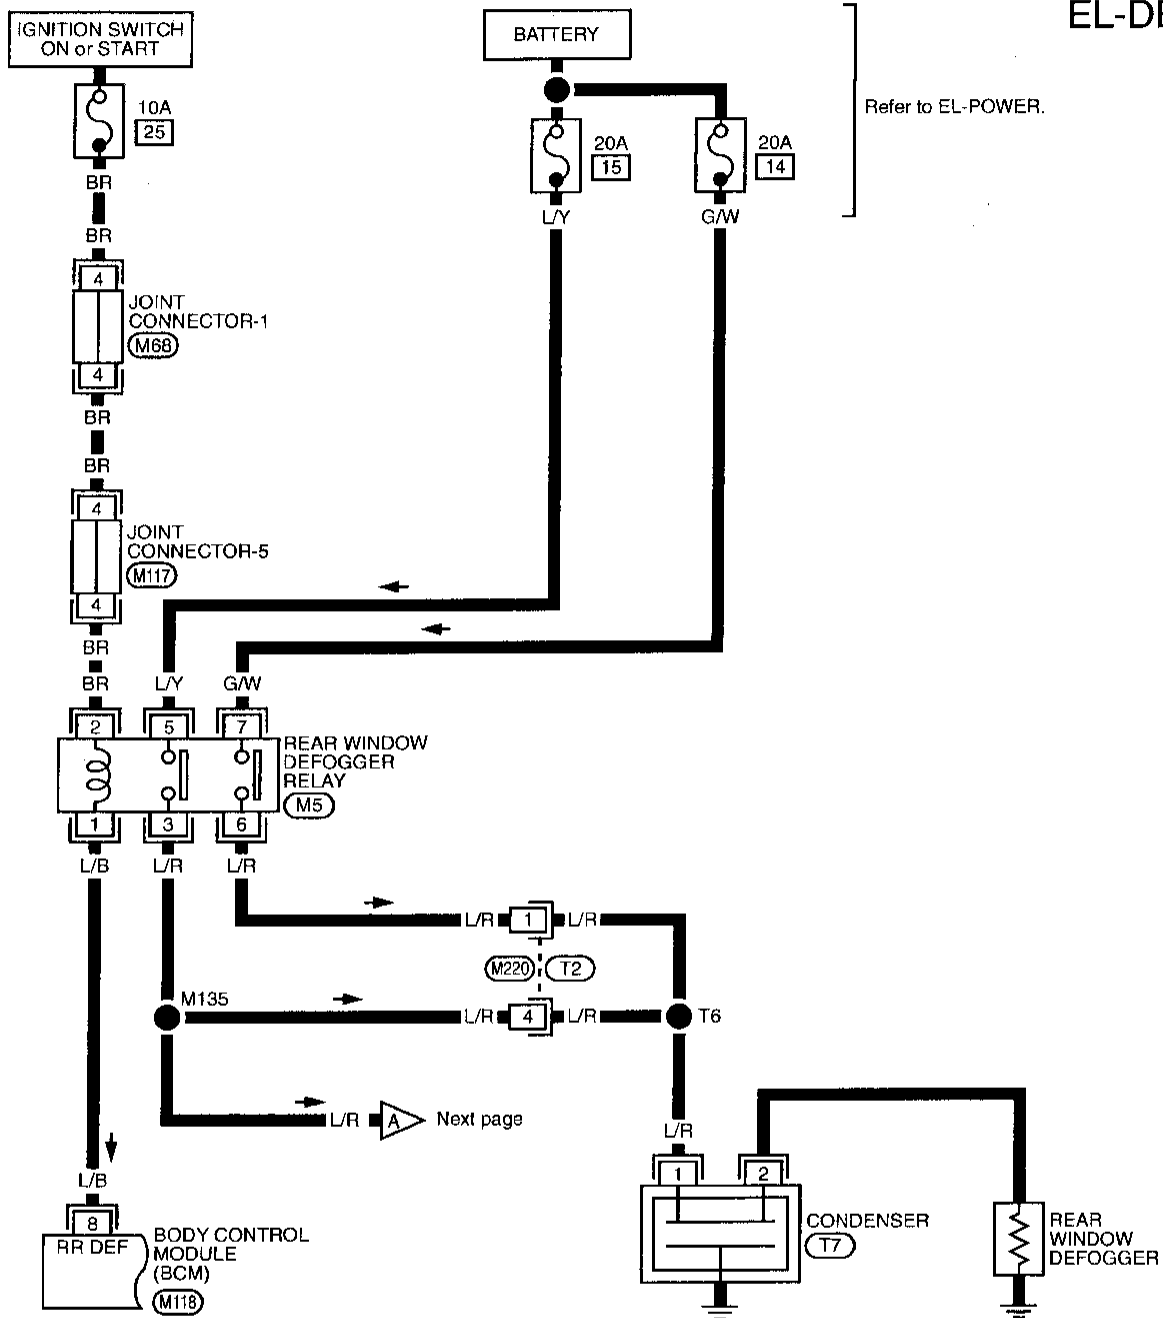 IGNITION SWITCH
ON or START
BATTERY
Refer to EL-POWER.
10A
25
20A
15
20A
14
BR
L/Y
G/W
BR
4
JOINT
CONNECTOR-1
M68
4
BR
BR
4
JOINT
CONNECTOR-5
M117
4
BR
BR
L/Y
G/W
2
5
7
REAR WINDOW
DEFOGGER
RELAY
M5
1
3
6
L/B
L/R
L/R
L/R
1
L/R
M220
T2
M135
L/R
4
L/R
T6
L/R
A
Next page
L/R
1
2
L/B
8
RR DEF
BODY CONTROL
MODULE
(BCM)
M118
CONDENSER
T7
REAR
WINDOW
DEFOGGER